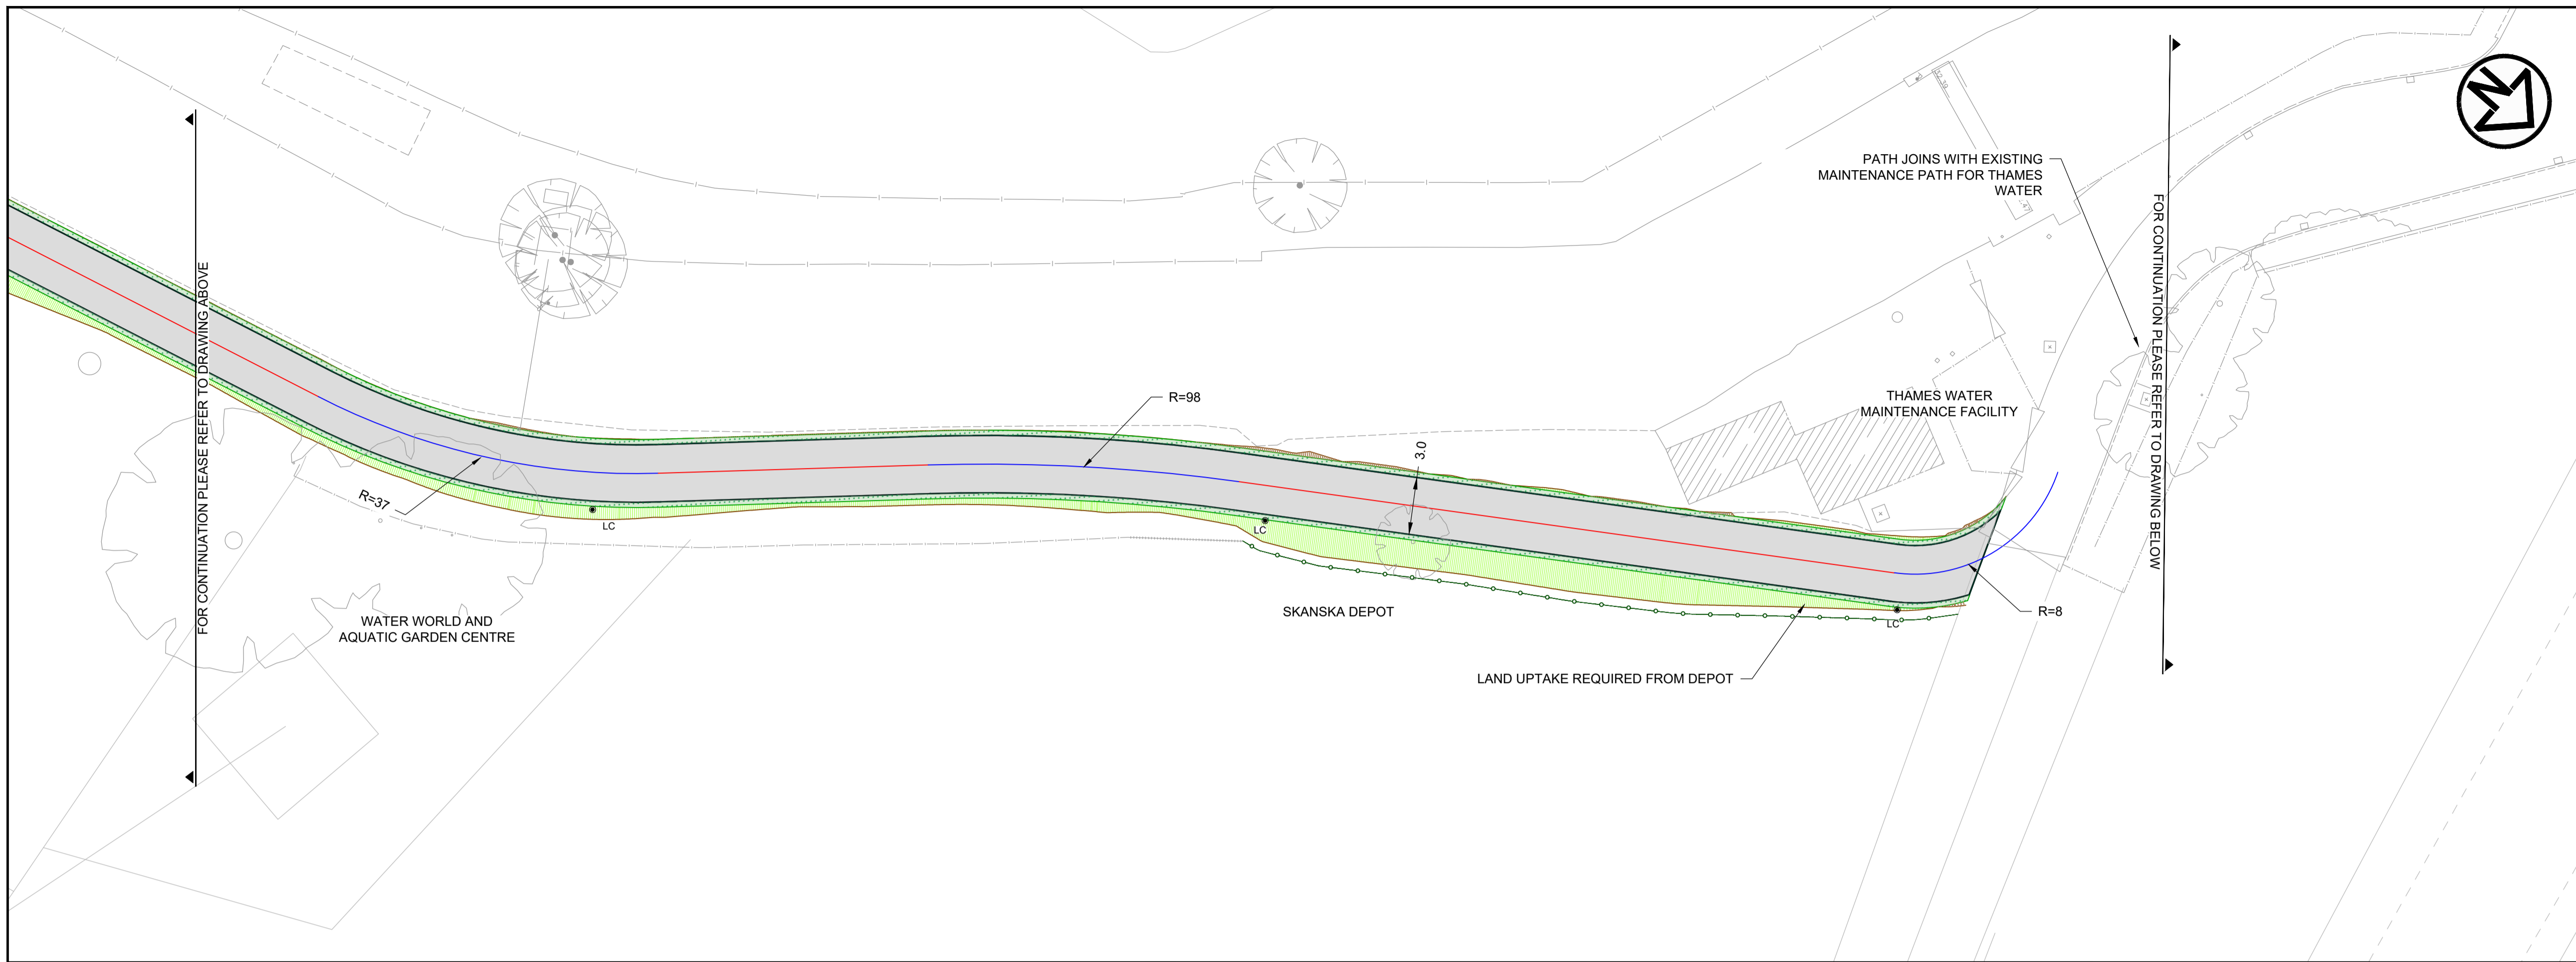 N
12.39
PATH JOINS WITH EXISTING
MAINTENANCE PATH FOR THAMES
WATER
FOR CONTINUATION PLEASE REFER TO DRAWING ABOVE
FOR CONTINUATION PLEASE REFER TO DRAWING BELOW
R=98
THAMES WATER
MAINTENANCE FACILITY
3.0
R=37
LC
LC
SKANSKA DEPOT
R=8
LC
WATER WORLD AND
AQUATIC GARDEN CENTRE
LAND UPTAKE REQUIRED FROM DEPOT